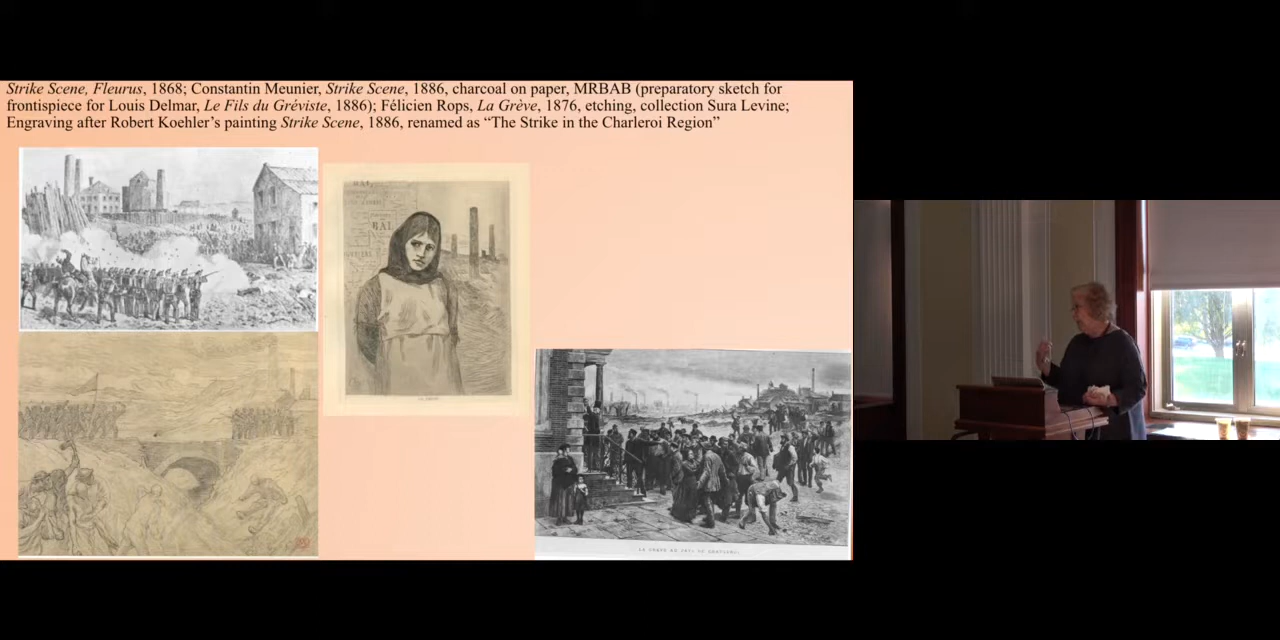 Strike Scene, Fleurus, 1868; Constantin Meunier, Strike Scene, 1886, charcoal on paper, MRBAB (preparatory sketch for
frontispiece for Louis Delmar, Le Fils du Gréviste, 1886); Félicien Rops, La Grève, 1876, etching, collection Sura Levine;
Engraving after Robert Koehler’s painting Strike Scene, 1886, renamed as “The Strike in the Charleroi Region”
BAL